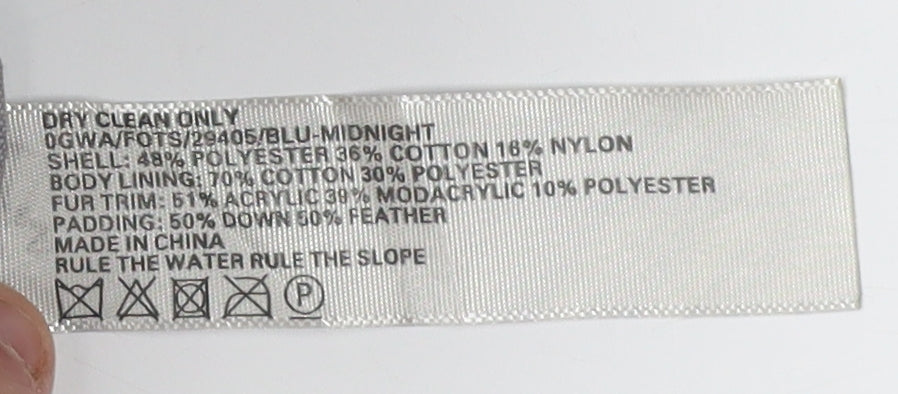 DRY CLEAN ONLY
0GWA/FOTS/29405/BLU-MIDNIGHT
SHELL: 48% POLYESTER 36% COTTON 16% NYLON
BODY LINING: 70% COTTON 30% POLYESTER
FUR TRIM: 51% ACRYLIC 39% MODACRYLIC 10% POLYESTER
PADDING: 50% DOWN 50% FEATHER
MADE IN CHINA
RULE THE WATER RULE THE SLOPE
P